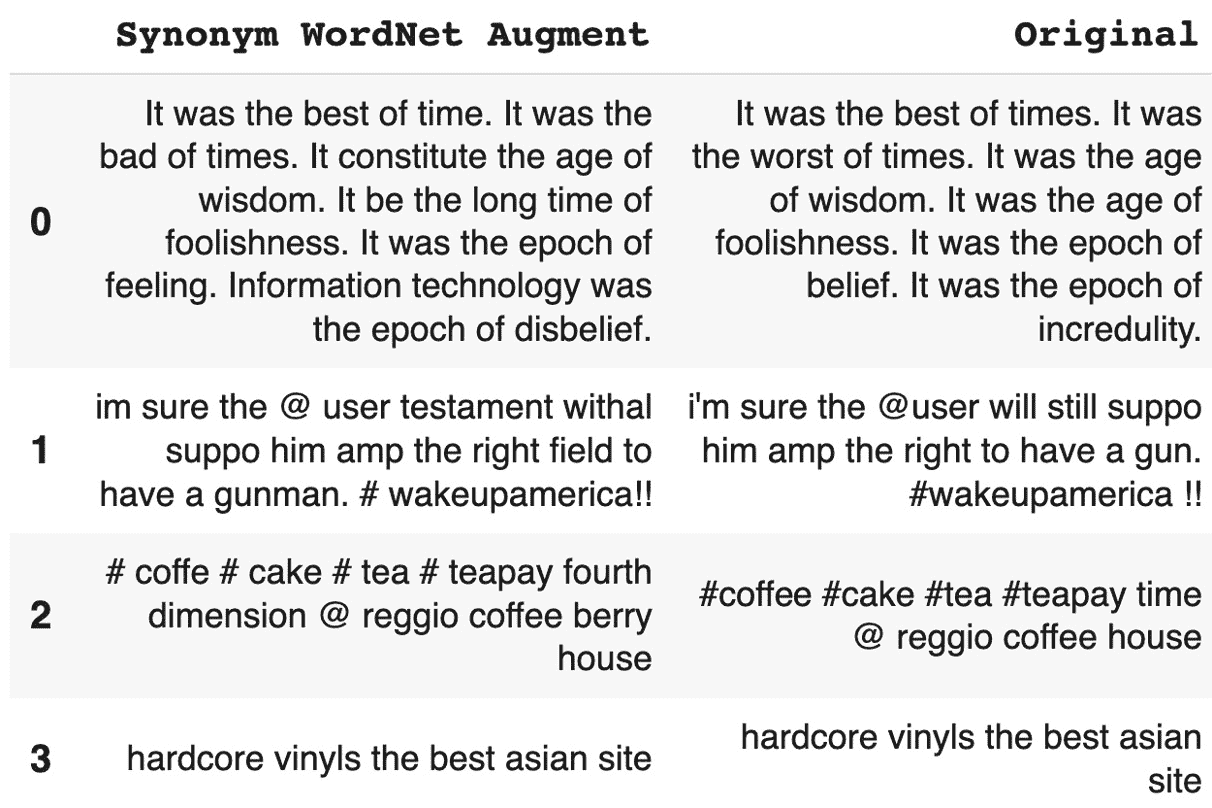 Synonym WordNet Augment Original
0
It was the best of time. It was the
bad of times. It constitute the age of
wisdom. It be the long time of
foolishness. It was the epoch of
feeling. Information technology was
the epoch of disbelief.
It was the best of times. It was
the worst of times. It was the age
of wisdom. It was the age of
foolishness. It was the epoch of
belief. It was the epoch of
incredulity.
1
im sure the @ user testament withal
suppo him amp the right field to
have a gunman. # wakeupamerica!!
i'm sure the @user will still suppo
him amp the right to have a gun.
#wakeupamerica !!
2
# coffe # cake # tea # teapay fourth
dimension @ reggio coffee berry
house
#coffee #cake #tea #teapay time
@ reggio coffee house
3
hardcore vinyls the best asian site
hardcore vinyls the best asian
site